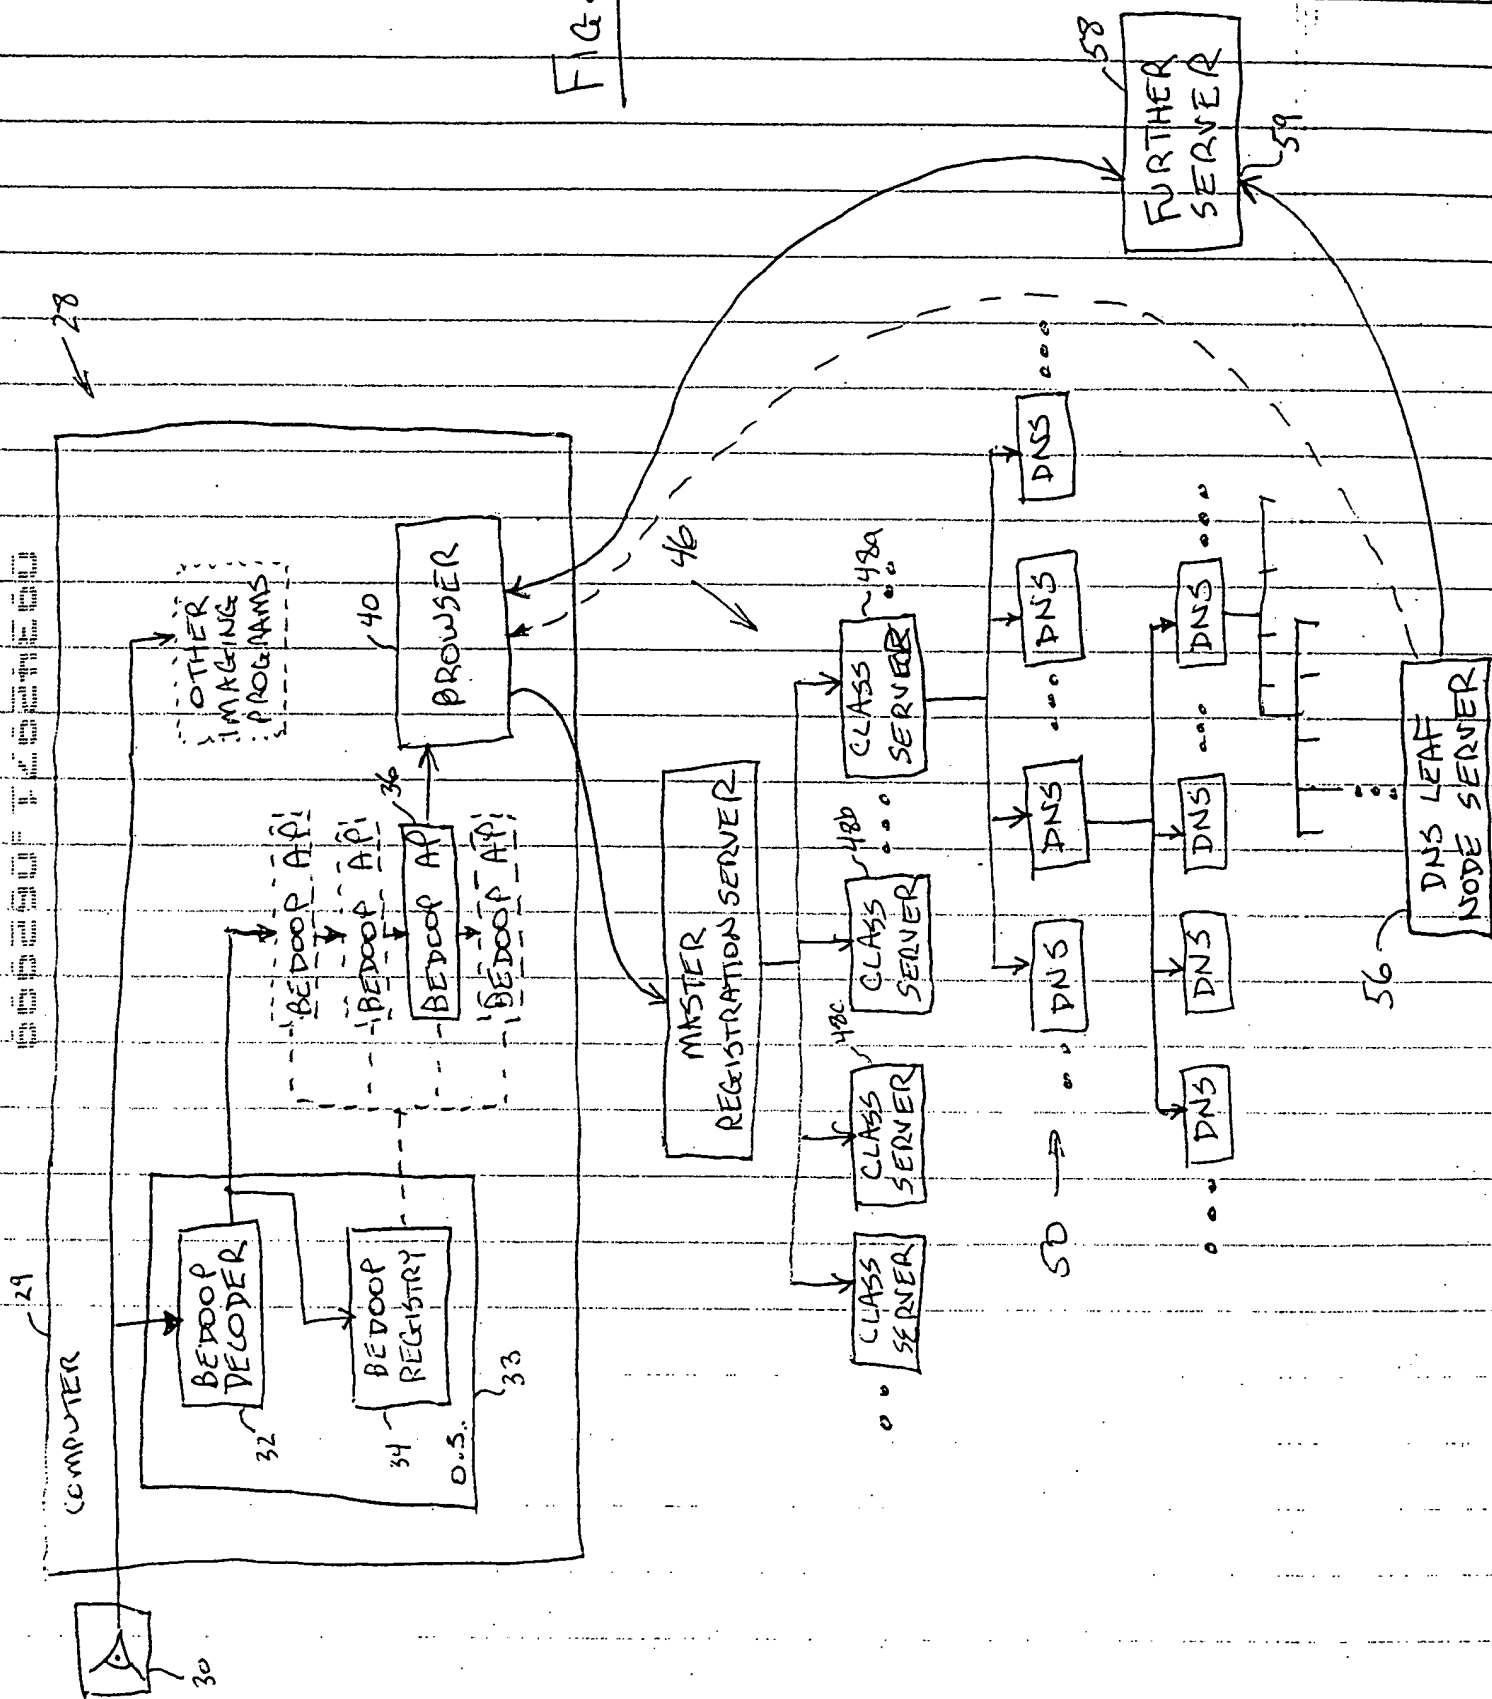 FIG.
28
29
COMPUTER
30
BEDOOP
DECODER
32
BEDOOP
REGISTRY
34
O.S.
33
OTHER
IMAGING
PROGRAMS
BEDOOP AP
BEDOOP AP
BEDOOP AP
BEDOOP AP
36
BROWSER
40
MASTER
REGISTRATION SERVER
46
CLASS
SERVER
CLASS
SERVER
48c
CLASS
SERVER
48b
CLASS
SERVER
48a
50
DNS
DNS
DNS
DNS
DNS
DNS
DNS
DNS
DNS LEAF
NODE SERVER
56
FURTHER
SERVER
58
59